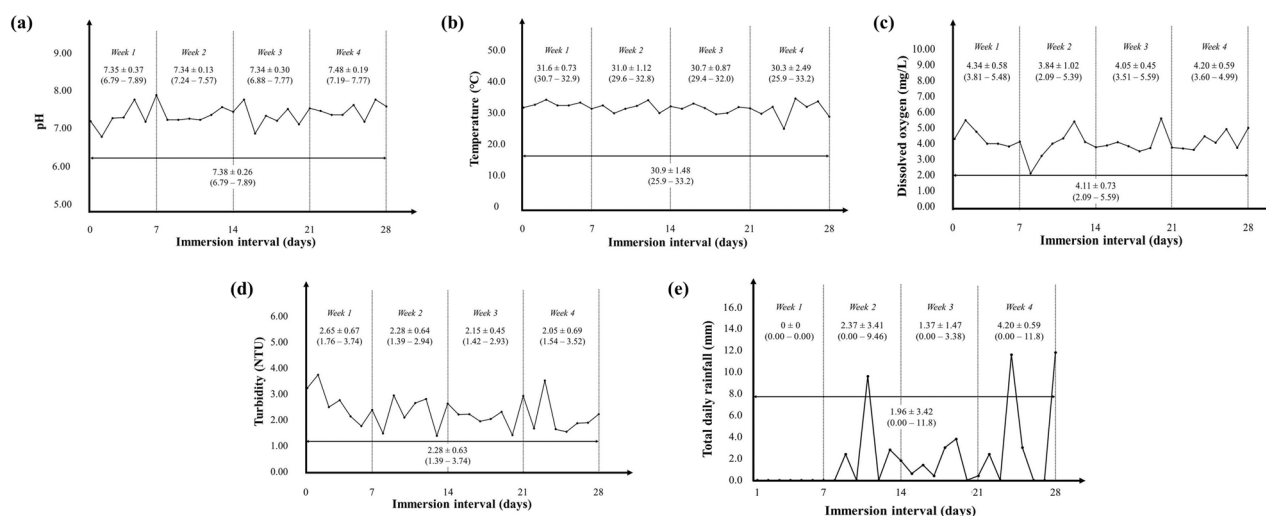 (a)
pH
9.00
8.00
7.00
6.00
5.00
Week 1
7.35 ± 0.37
(6.79 – 7.89)
Week 2
7.34 ± 0.13
(7.24 – 7.57)
Week 3
7.34 ± 0.30
(6.88 – 7.77)
Week 4
7.48 ± 0.19
(7.19– 7.77)
7.38 ± 0.26
(6.79 – 7.89)
0 7 14 21 28
Immersion interval (days)
(b)
Temperature (°C)
50.0
40.0
30.0
20.0
10.0
0
Week 1
31.6 ± 0.73
(30.7 – 32.9)
Week 2
31.0 ± 1.12
(29.6 – 32.8)
Week 3
30.7 ± 0.87
(29.4 – 32.0)
Week 4
30.3 ± 2.49
(25.9 – 33.2)
30.9 ± 1.48
(25.9 – 33.2)
0 7 14 21 28
Immersion interval (days)
(c)
Dissolved oxygen (mg/L)
10.00
9.00
8.00
7.00
6.00
5.00
4.00
3.00
2.00
1.00
0.00
Week 1
4.34 ± 0.58
(3.81 – 5.48)
Week 2
3.84 ± 1.02
(2.09 – 5.39)
Week 3
4.05 ± 0.45
(3.51 – 5.59)
Week 4
4.20 ± 0.59
(3.60 – 4.99)
4.11 ± 0.73
(2.09 – 5.59)
0 7 14 21 28
Immersion interval (days)
(d)
Turbidity (NTU)
6.00
5.00
4.00
3.00
2.00
1.00
0.00
Week 1
2.65 ± 0.67
(1.76 – 3.74)
Week 2
2.28 ± 0.64
(1.39 – 2.94)
Week 3
2.15 ± 0.45
(1.42 – 2.93)
Week 4
2.05 ± 0.69
(1.54 – 3.52)
2.28 ± 0.63
(1.39 – 3.74)
0 7 14 21 28
Immersion interval (days)
(e)
Total daily rainfall (mm)
16.0
14.0
12.0
10.0
8.0
6.0
4.0
2.0
0.0
Week 1
0 ± 0
(0.00 – 0.00)
Week 2
2.37 ± 3.41
(0.00 – 9.46)
Week 3
1.37 ± 1.47
(0.00 – 3.38)
Week 4
4.20 ± 0.59
(0.00 – 11.8)
1.96 ± 3.42
(0.00 – 11.8)
1 7 14 21 28
Immersion interval (days)